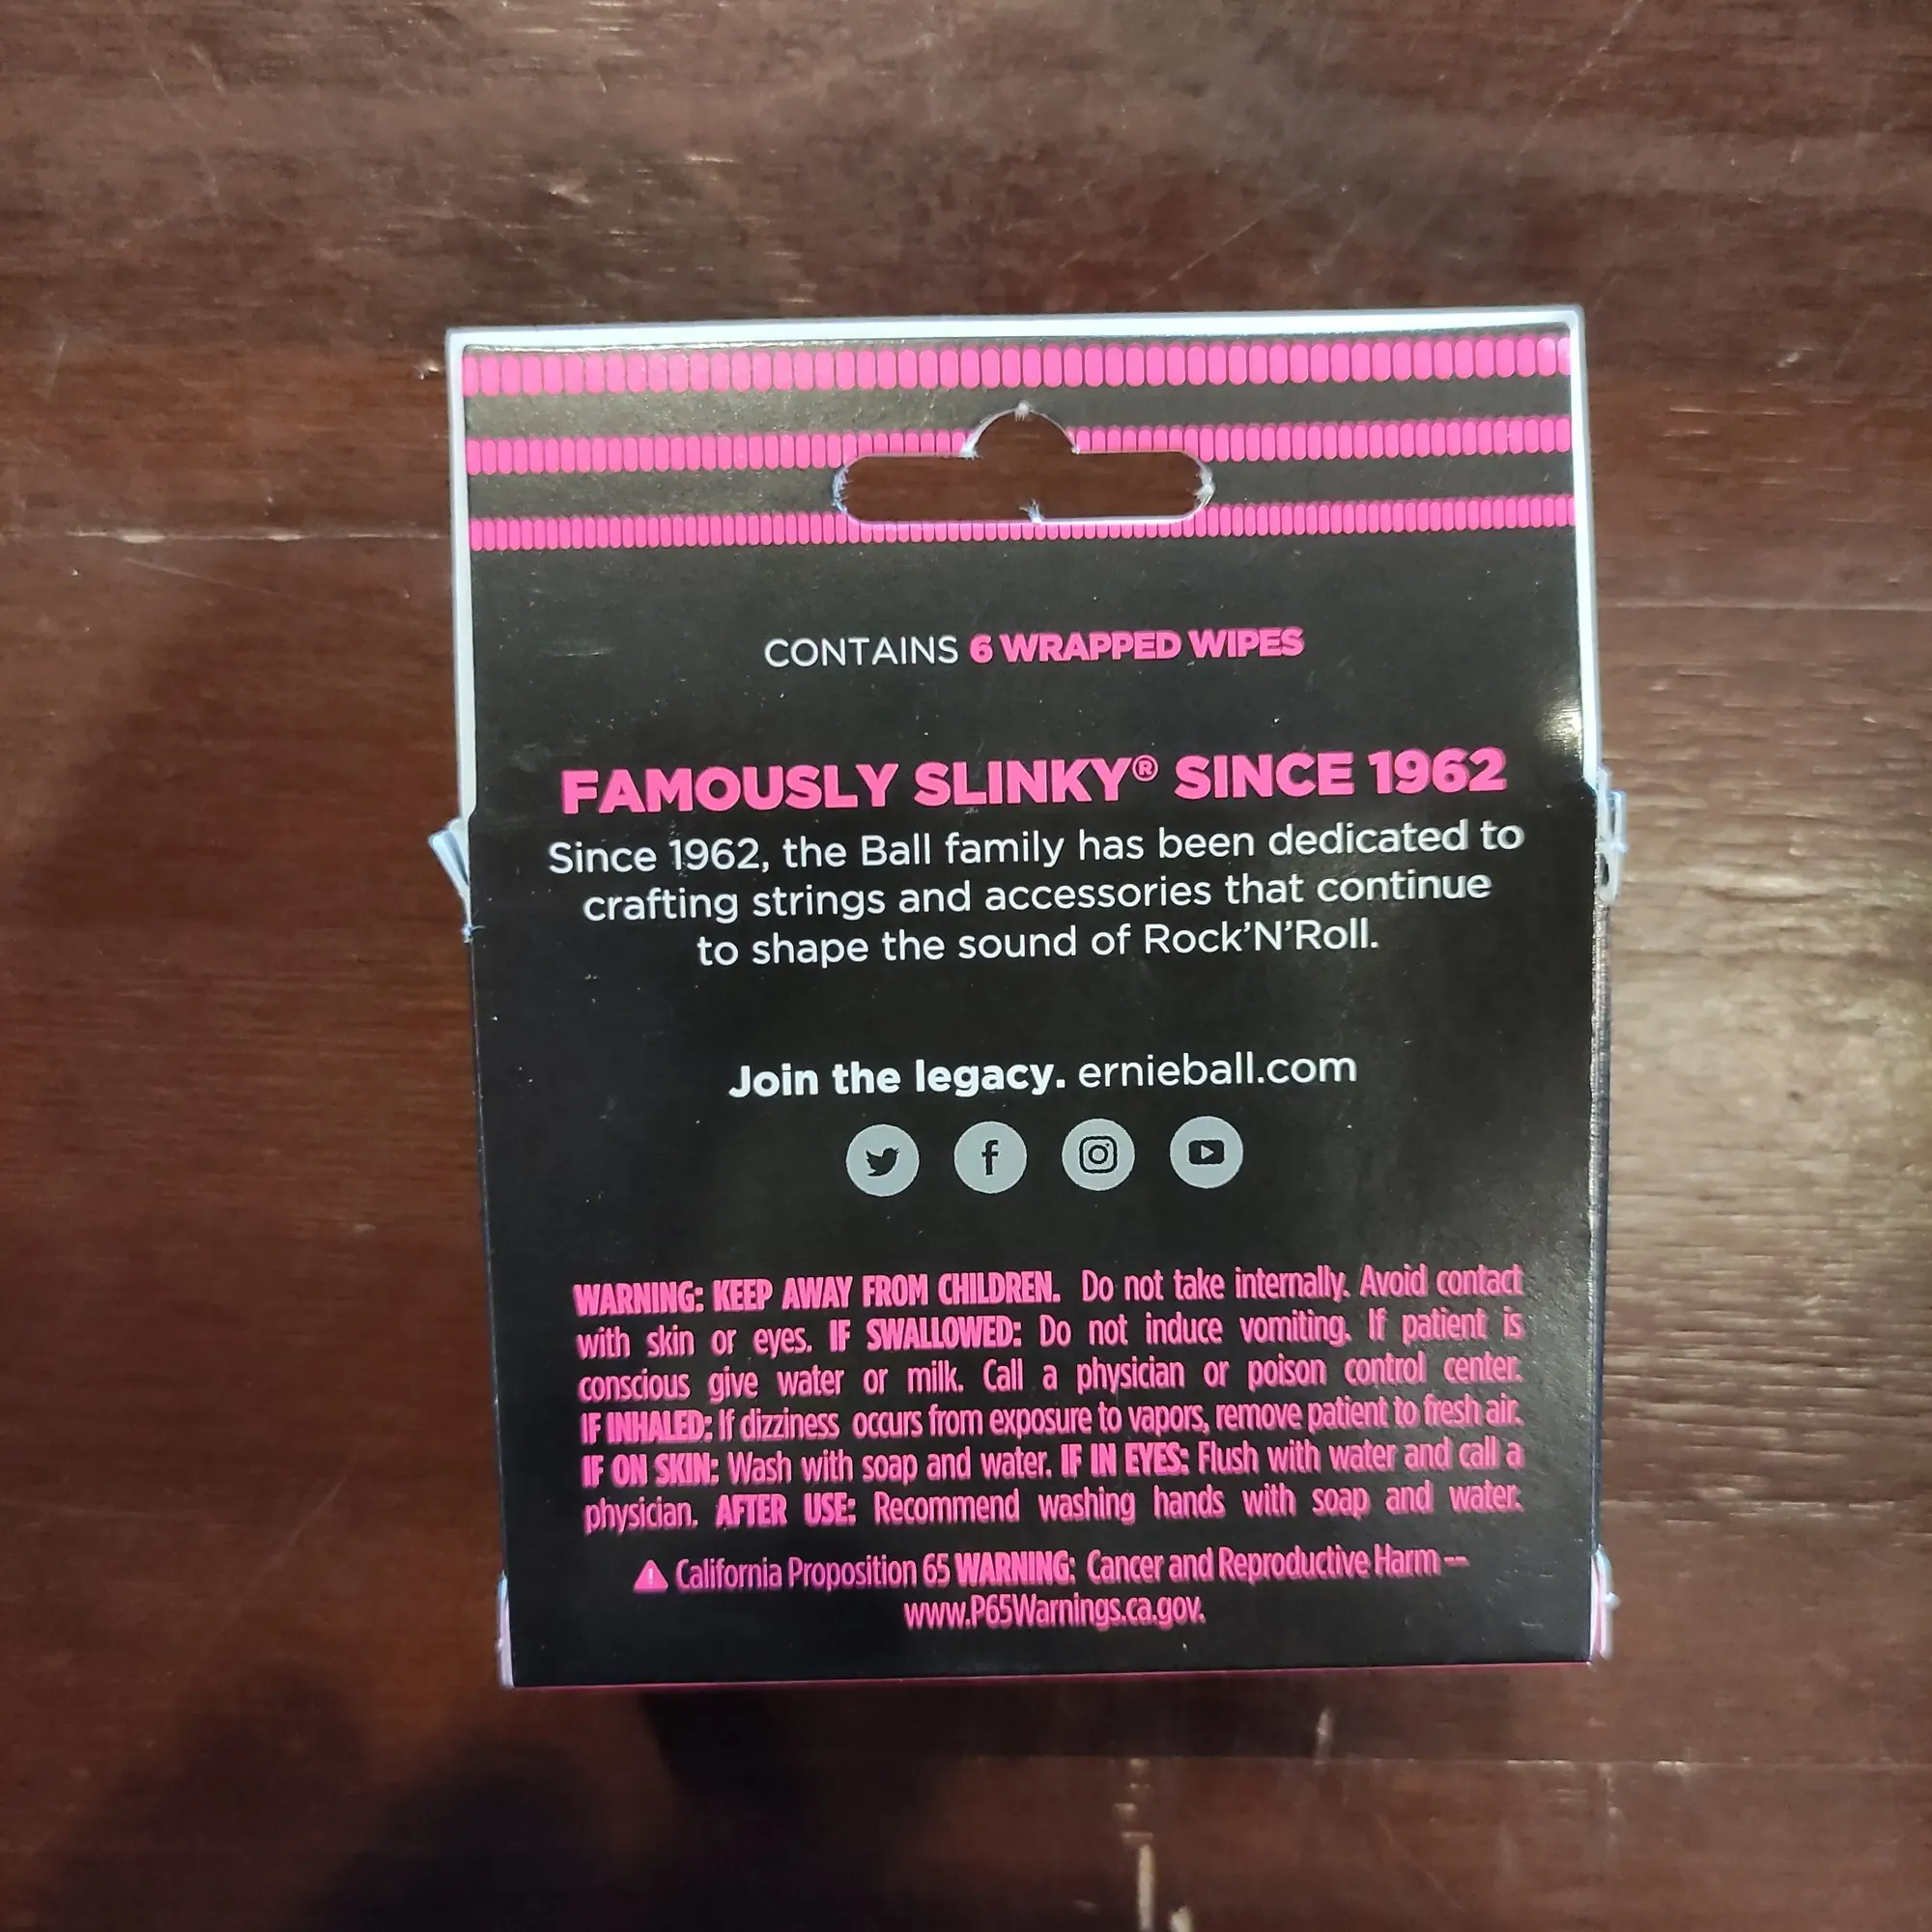 CONTAINS 6 WRAPPED WIPES
FAMOUSLY SLINKY® SINCE 1962
Since 1962, the Ball family has been dedicated to
crafting strings and accessories that continue
to shape the sound of Rock'N'Roll.
Join the legacy. ernieball.com
WARNING: KEEP AWAY FROM CHILDREN. Do not take internally. Avoid contact
with skin or eyes. IF SWALLOWED: Do not induce vomiting. If patient is
conscious give water or milk. Call a physician or poison control center.
IF INHALED: If dizziness occurs from exposure to vapors, remove patient to fresh air.
IF ON SKIN: Wash with soap and water. IF IN EYES: Flush with water and call a
physician. AFTER USE: Recommend washing hands with soap and water.
California Proposition 65 WARNING: Cancer and Reproductive Harm --
www.P65Warnings.ca.gov.